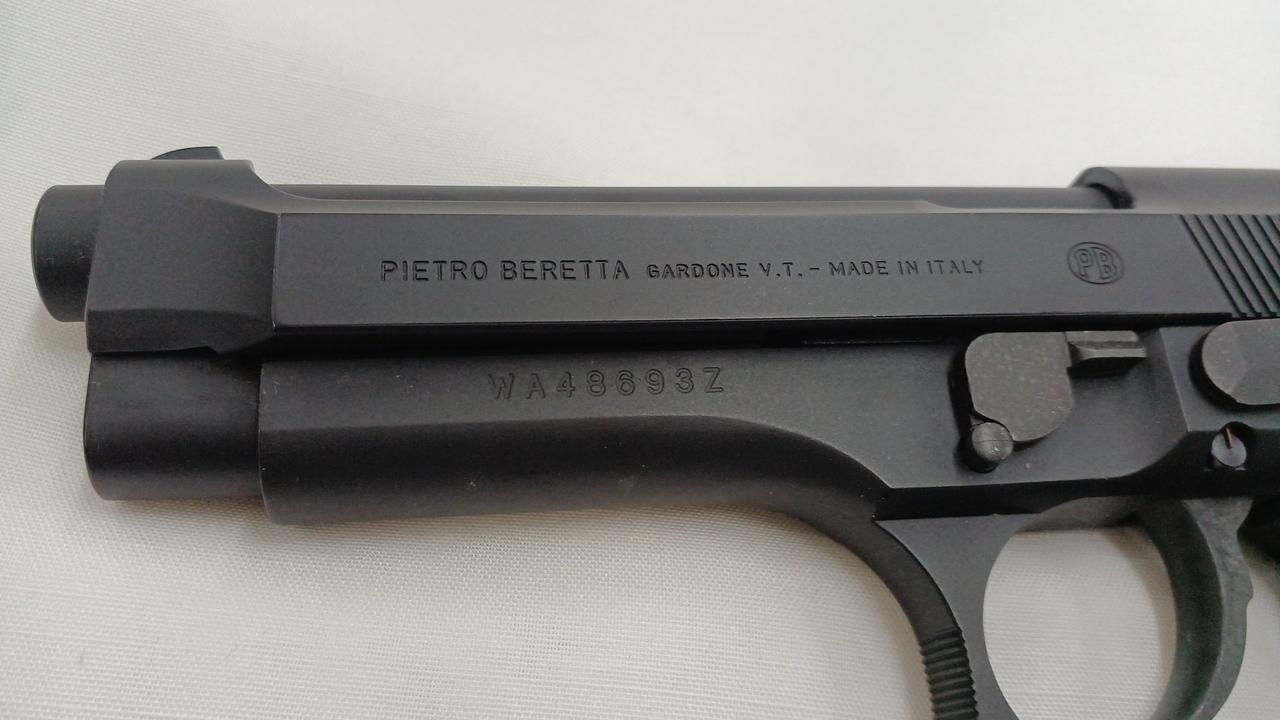 PIETRO BERETTA GARDONE V.T. - MADE IN ITALY
PB
WA48693Z